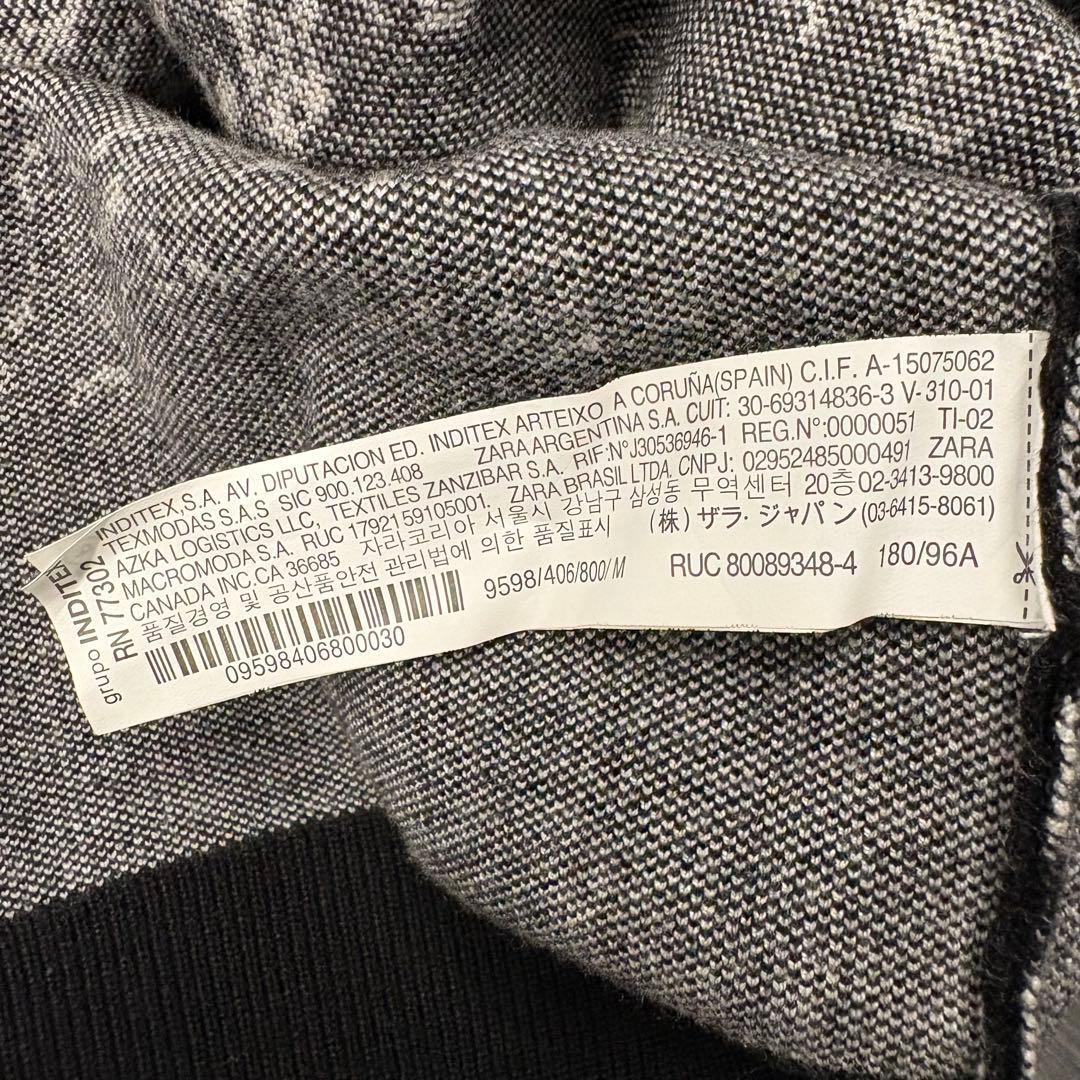 INDITEX,S.A. AV. DIPUTACION ED. INDITEX ARTEIXO A CORUÑA(SPAIN) C.I.F. A-15075062
TEXMODAS S.A.S SIC 900.123.408 ZARA ARGENTINA S.A. CUIT: 30-69314836-3 V-310-01
AZKA LOGISTICS LLC, TEXTILES ZANZIBAR S.A. RIF:N°J30536946-1 REG.N°:0000051 TI-02
MACROMODA S.A. RUC 1792159105001. ZARA BRASIL LTDA. CNPJ: 02952485000491 ZARA
CANADA INC.CA 36685 자라코리아 서울시 강남구 삼성동 무역센터 20층02-3413-9800
품질경영 및 공산품안전 관리법에 의한 품질표시 (株) ザラ・ジャパン (03-6415-8061)
9598/406/800/M RUC 80089348-4 180/96A
09598406800030
grupo INDITEX
RN 77302